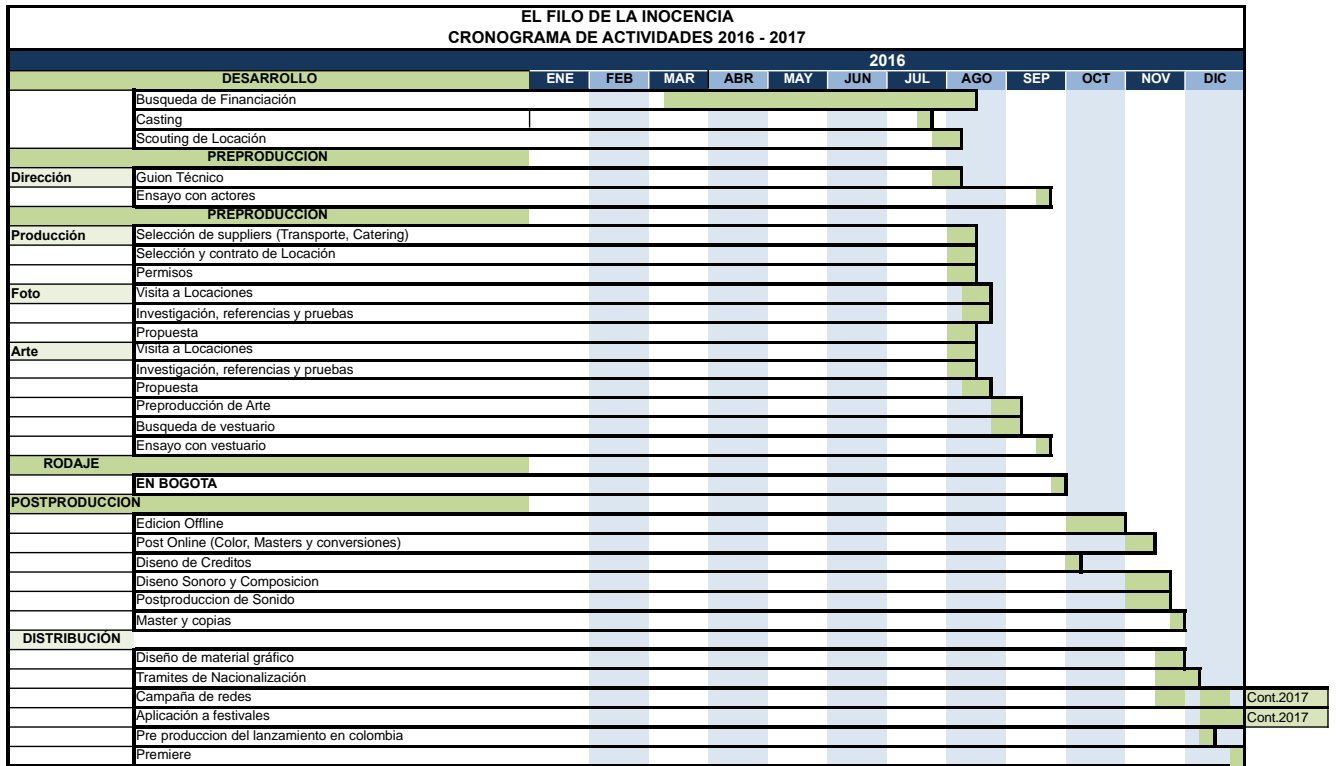 EL FILO DE LA INOCENCIA
CRONOGRAMA DE ACTIVIDADES 2016 - 2017
2016
DESARROLLO ENE FEB MAR ABR MAY JUN JUL AGO SEP OCT NOV DIC
Busqueda de Financiación
Casting
Scouting de Locación
PREPRODUCCION
Dirección Guion Técnico
Ensayo con actores
PREPRODUCCION
Producción Selección de suppliers (Transporte, Catering)
Selección y contrato de Locación
Permisos
Foto Visita a Locaciones
Investigación, referencias y pruebas
Propuesta
Arte Visita a Locaciones
Investigación, referencias y pruebas
Propuesta
Preproducción de Arte
Busqueda de vestuario
Ensayo con vestuario
RODAJE
EN BOGOTA
POSTPRODUCCION
Edicion Offline
Post Online (Color, Masters y conversiones)
Diseno de Creditos
Diseno Sonoro y Composicion
Postproduccion de Sonido
Master y copias
DISTRIBUCIÓN
Diseño de material gráfico
Tramites de Nacionalización
Campaña de redes Cont.2017
Aplicación a festivales Cont.2017
Pre produccion del lanzamiento en colombia
Premiere